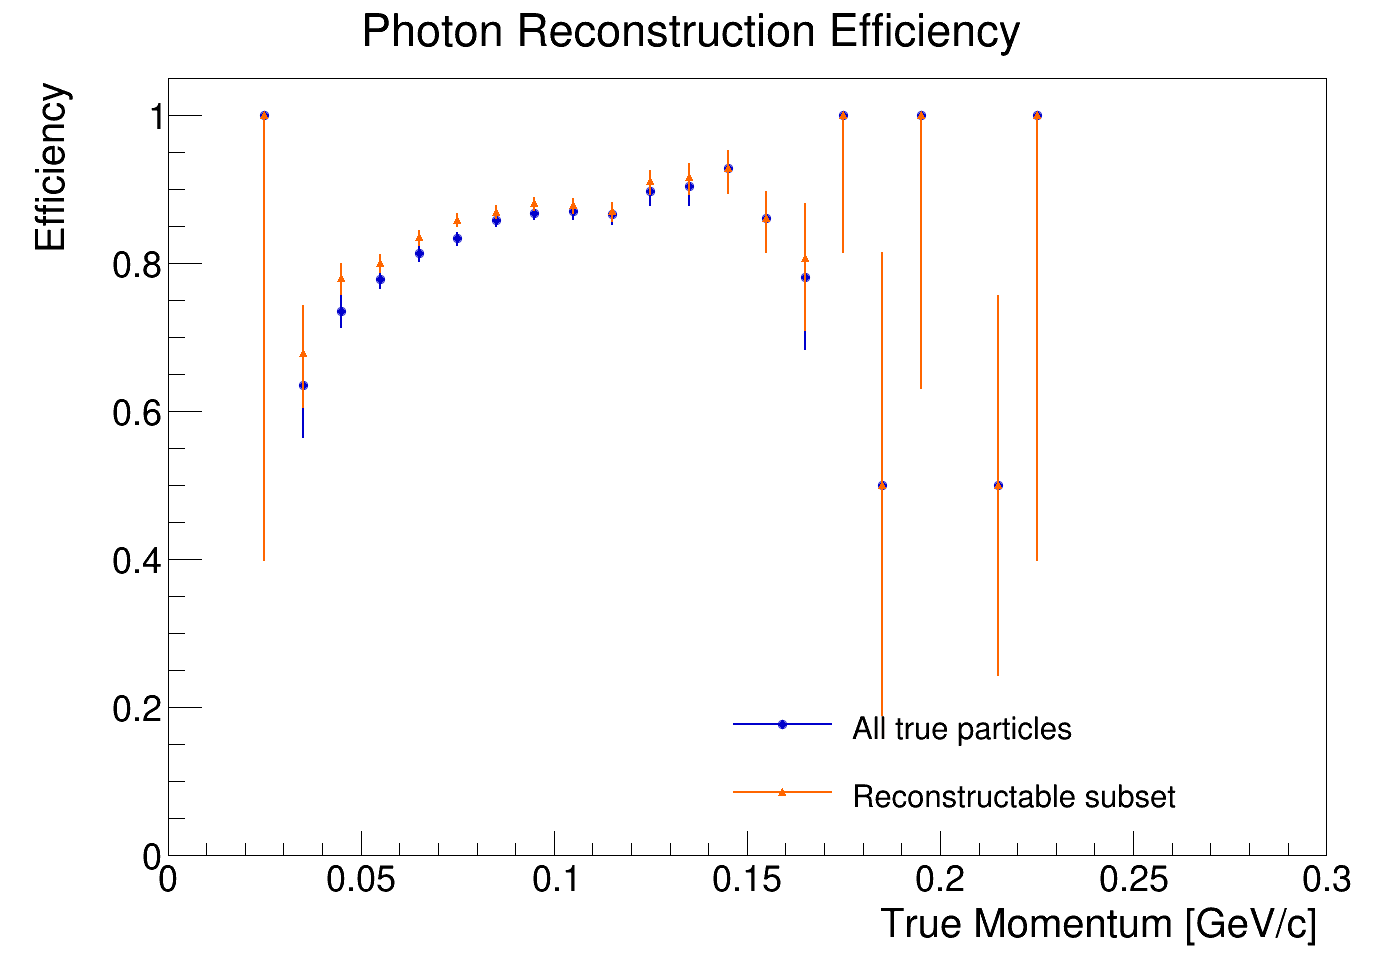 Photon Reconstruction Efficiency
Efficiency
1
0.8
0.6
0.4
0.2
0
0 0.05 0.1 0.15 0.2 0.25 0.3
True Momentum [GeV/c]
All true particles
Reconstructable subset